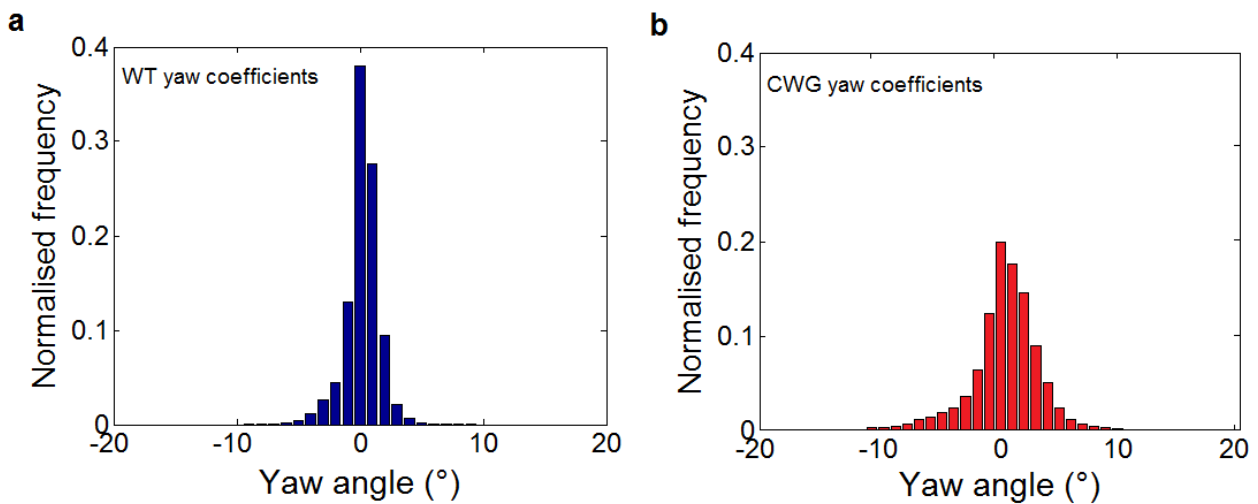 a
0.4
WT yaw coefficients
0.3
0.2
0.1
0
-20
-10
0
10
20
Normalised frequency
Yaw angle (°)
b
0.4
CWG yaw coefficients
0.3
0.2
0.1
0
-20
-10
0
10
20
Normalised frequency
Yaw angle (°)